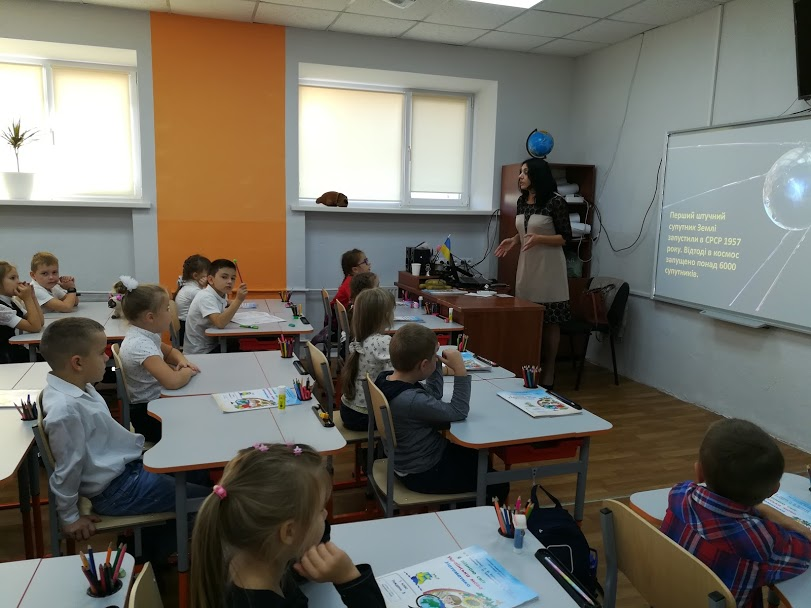 Перший штучний
супутник Землі
запустили в СРСР 1957
року. Відтоді в космос
запущено понад 6000
супутників.